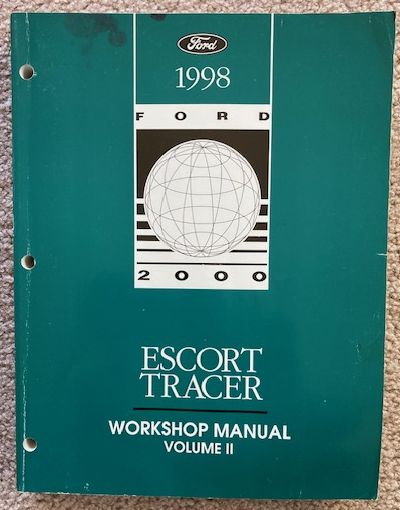 Ford
1998
FORD
2000
ESCORT
TRACER
WORKSHOP MANUAL
VOLUME II